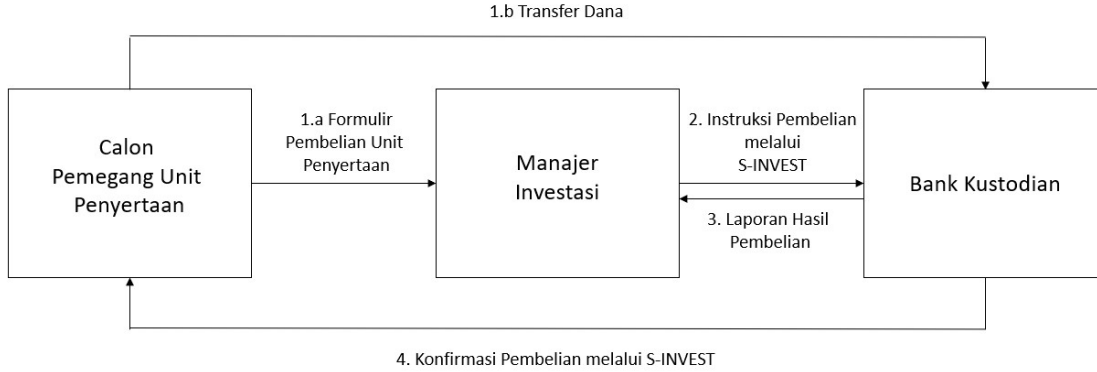 1.b Transfer Dana
Calon
Pemegang Unit
Penyertaan
1.a Formulir
Pembelian Unit
Penyertaan
Manajer
Investasi
2. Instruksi Pembelian
melalui
S-INVEST
3. Laporan Hasil
Pembelian
Bank Kustodian
4. Konfirmasi Pembelian melalui S-INVEST